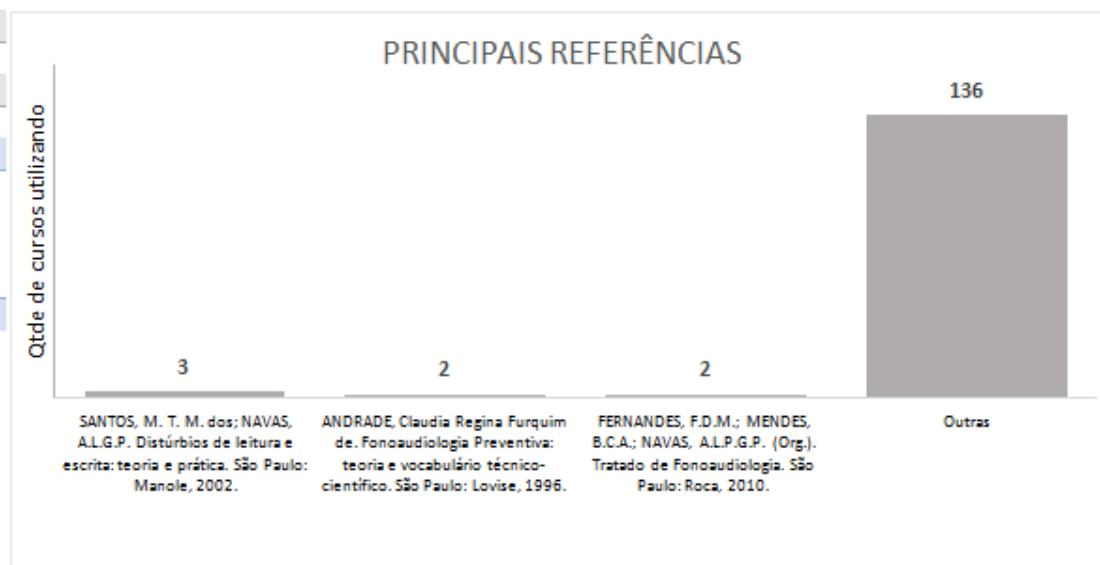 PRINCIPAIS REFERÊNCIAS
Qtde de cursos utilizando
136
3
2
2
SANTOS, M. T. M. dos; NAVAS,
A.L.G.P. Distúrbios de leitura e
escrita: teoria e prática. São Paulo:
Manole, 2002.
ANDRADE, Claudia Regina Furquim
de. Fonoaudiologia Preventiva:
teoria e vocabulário técnico-
científico. São Paulo: Lovise, 1996.
FERNANDES, F.D.M.; MENDES,
B.C.A.; NAVAS, A.L.P.G.P. (Org.).
Tratado de Fonoaudiologia. São
Paulo: Roca, 2010.
Outras